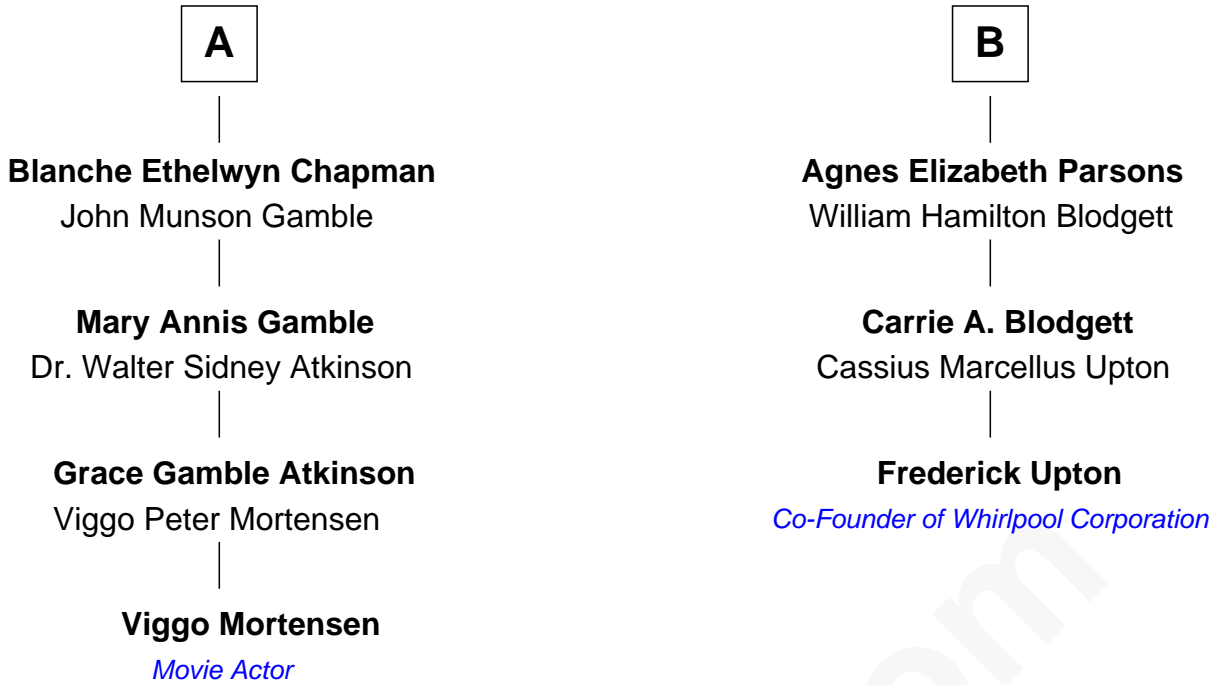 A
Blanche Ethelwyn Chapman
John Munson Gamble
Mary Annis Gamble
Dr. Walter Sidney Atkinson
Grace Gamble Atkinson
Viggo Peter Mortensen
Viggo Mortensen
Movie Actor
B
Agnes Elizabeth Parsons
William Hamilton Blodgett
Carrie A. Blodgett
Cassius Marcellus Upton
Frederick Upton
Co-Founder of Whirlpool Corporation